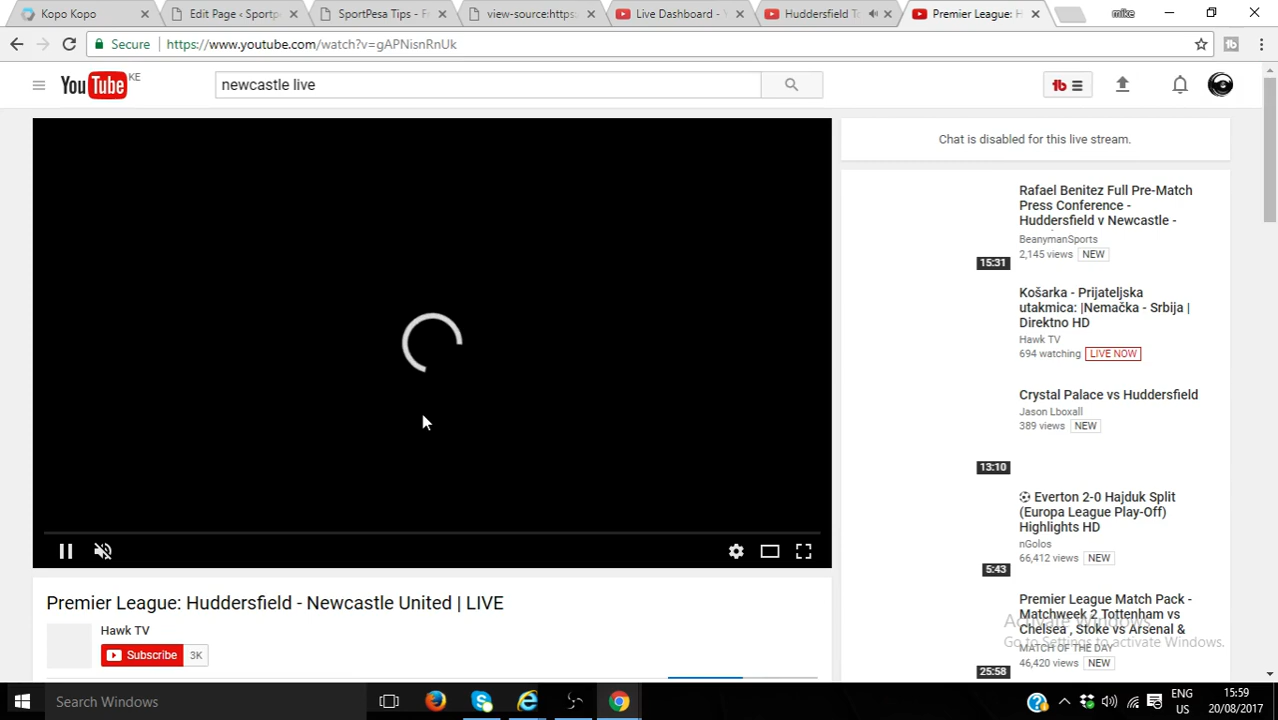 Kopo Kopo
Edit Page ‹ Sportp
SportPesa Tips - F
view-source:https:
Live Dashboard -
Huddersfield To
Premier League: H
mike
Secure
https://www.youtube.com/watch?v=gAPNisnRnUk
YouTube KE
newcastle live
Chat is disabled for this live stream.
Rafael Benitez Full Pre-Match
Press Conference -
Huddersfield v Newcastle -
BeanymanSports
2,145 views NEW
15:31
Košarka - Prijateljska
utakmica: |Nemačka - Srbija |
Direktno HD
Hawk TV
694 watching LIVE NOW
Crystal Palace vs Huddersfield
Jason Lboxall
389 views NEW
13:10
Everton 2-0 Hajduk Split
(Europa League Play-Off)
Highlights HD
nGolos
66,412 views NEW
5:43
Premier League Match Pack -
Matchweek 2 Tottenham vs
Chelsea , Stoke vs Arsenal &
MATCH OF THE DAY
46,420 views NEW
25:58
Activate Windows
Go to Settings to activate Windows.
Premier League: Huddersfield - Newcastle United | LIVE
Hawk TV
Subscribe 3K
Search Windows
ENG
US
15:59
20/08/2017